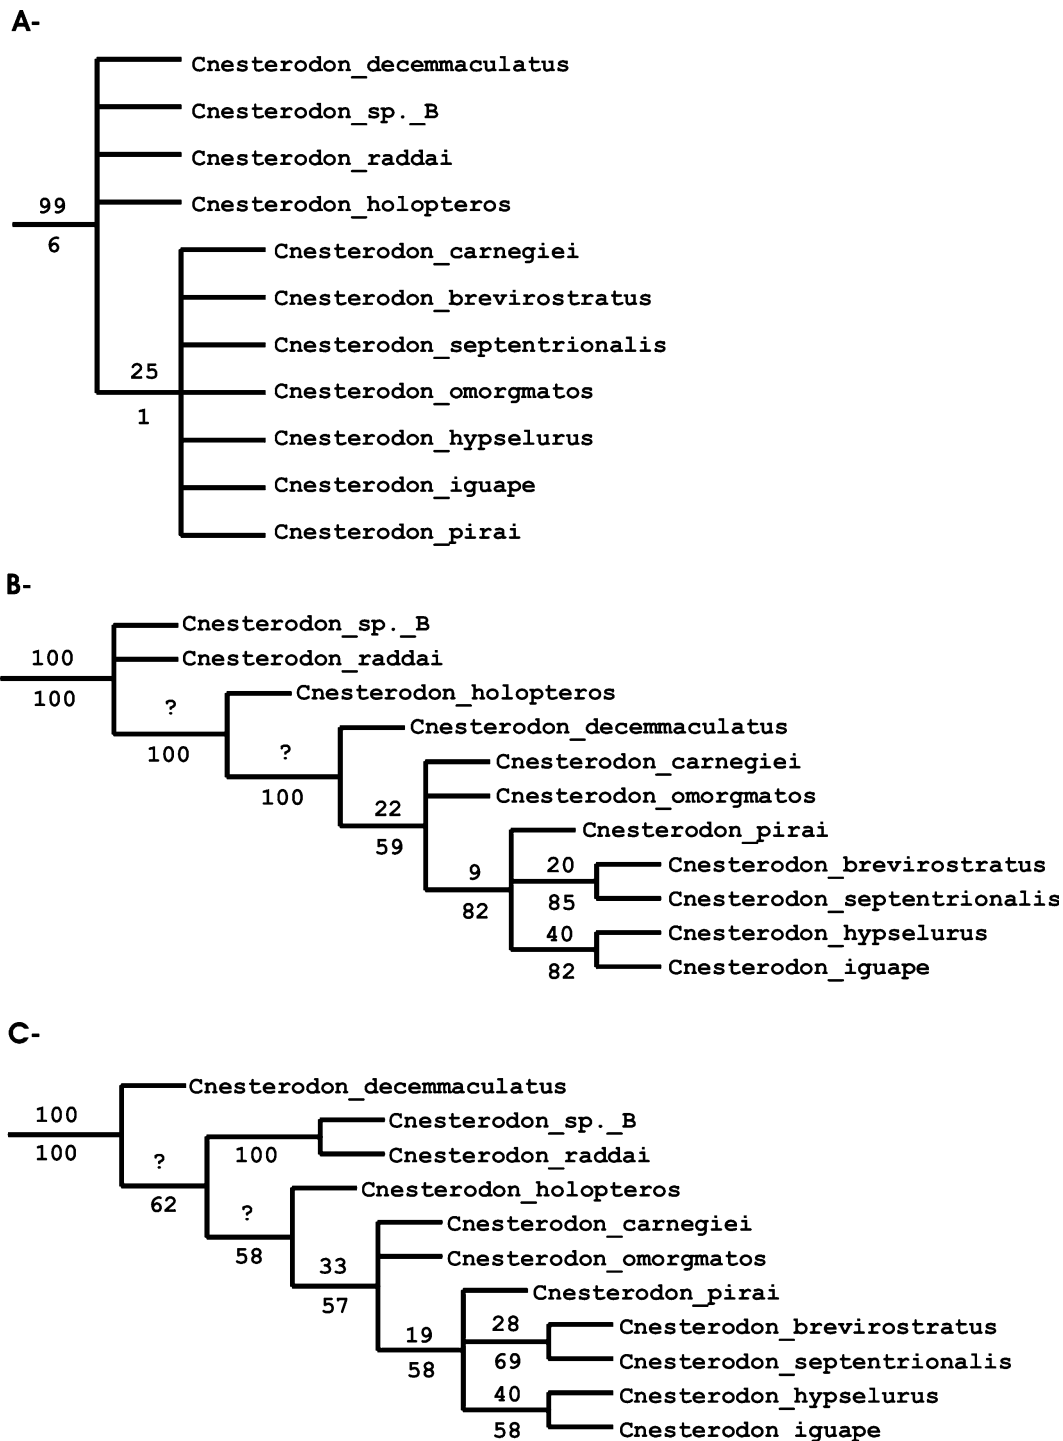 A-
Cnesterodon_decemmaculatus
Cnesterodon_sp._B
Cnesterodon_raddai
99
Cnesterodon_holopteros
6
Cnesterodon_carnegiei
Cnesterodon_brevirostratus
Cnesterodon_septentrionalis
25
Cnesterodon_omorgmatos
1
Cnesterodon_hypselurus
Cnesterodon_iguape
Cnesterodon_pirai
B-
Cnesterodon_sp._B
100
Cnesterodon_raddai
100
Cnesterodon_holopteros
?
Cnesterodon_decemmaculatus
100
?
Cnesterodon_carnegiei
100
Cnesterodon_omorgmatos
22
Cnesterodon_pirai
59
9
20
Cnesterodon_brevirostratus
82
85
Cnesterodon_septentrionalis
40
Cnesterodon_hypselurus
82
Cnesterodon_iguape
C-
Cnesterodon_decemmaculatus
100
Cnesterodon_sp._B
100
?
100
Cnesterodon_raddai
62
Cnesterodon_holopteros
?
Cnesterodon_carnegiei
58
Cnesterodon_omorgmatos
33
Cnesterodon_pirai
57
19
28
Cnesterodon_brevirostratus
58
69
Cnesterodon_septentrionalis
40
Cnesterodon_hypselurus
58
Cnesterodon_iguape